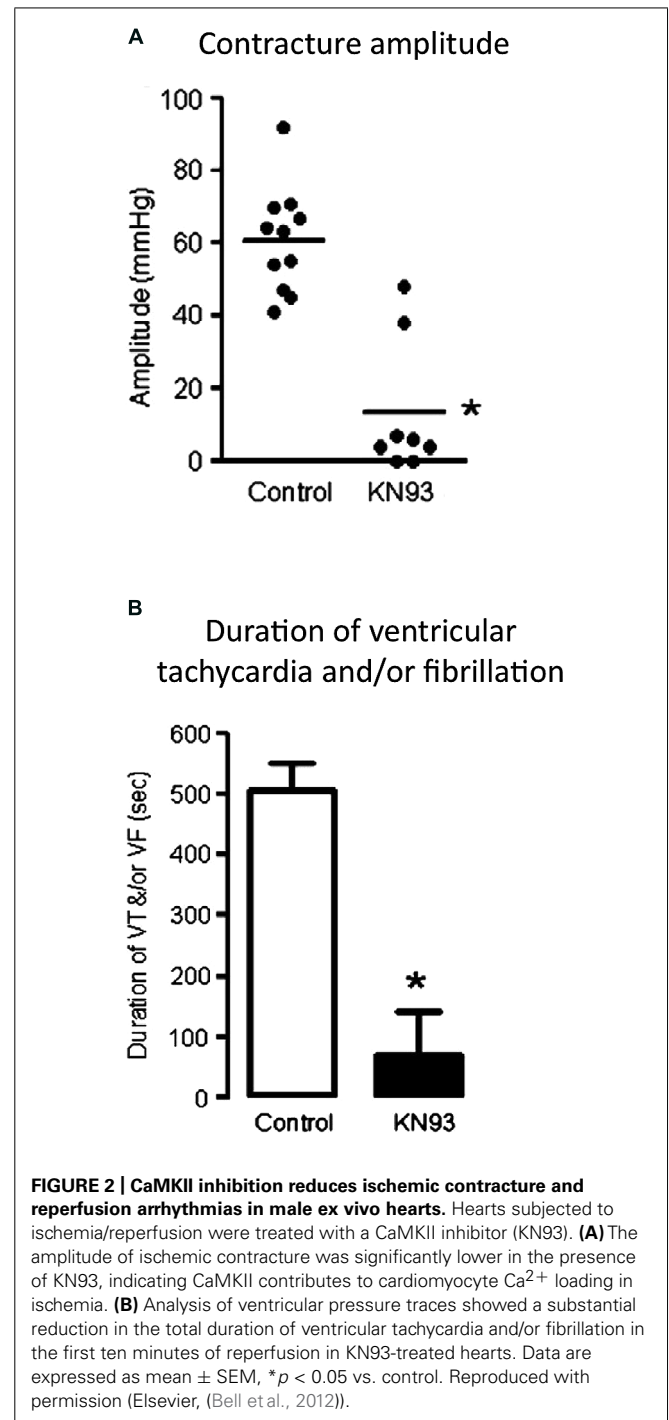 A
Contracture amplitude
100
80
60
40
20
0
Amplitude (mmHg)
*
Control KN93
B
Duration of ventricular
tachycardia and/or fibrillation
600
500
400
300
200
100
0
Duration of VT &/or VF (sec)
*
Control KN93
FIGURE 2 | CaMKII inhibition reduces ischemic contracture and
reperfusion arrhythmias in male ex vivo hearts. Hearts subjected to
ischemia/reperfusion were treated with a CaMKII inhibitor (KN93). (A) The
amplitude of ischemic contracture was significantly lower in the presence
of KN93, indicating CaMKII contributes to cardiomyocyte Ca2+ loading in
ischemia. (B) Analysis of ventricular pressure traces showed a substantial
reduction in the total duration of ventricular tachycardia and/or fibrillation in
the first ten minutes of reperfusion in KN93-treated hearts. Data are
expressed as mean ± SEM, *p < 0.05 vs. control. Reproduced with
permission (Elsevier, (Bell et al., 2012)).